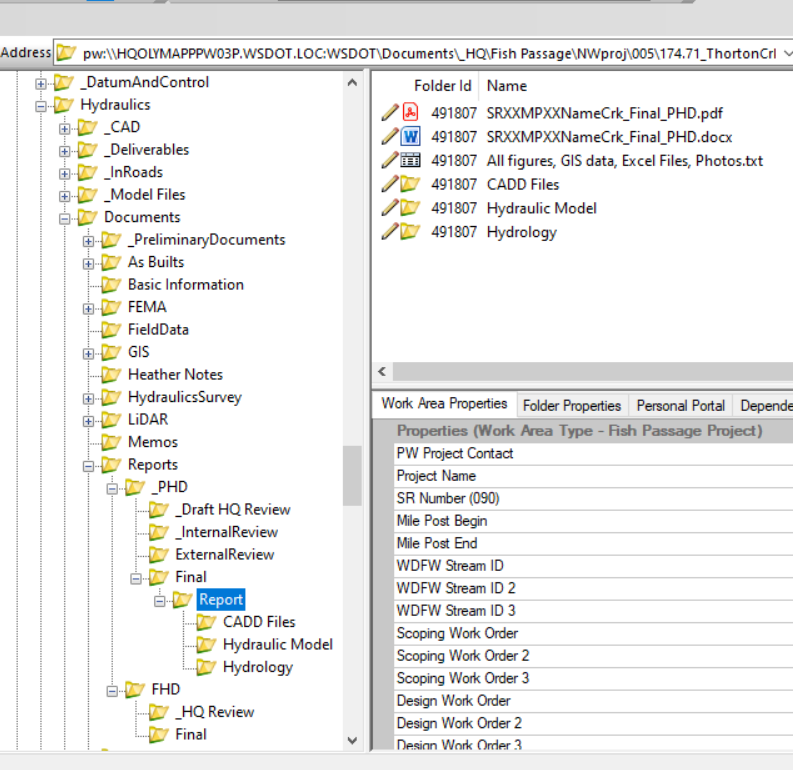 Address pw:\\HQOLYMAPPPW03P.WSDOT.LOC:WSDOT\Documents\_HQ\Fish Passage\NWproj\005\174.71_ThortonCrl
_DatumAndControl
Hydraulics
_CAD
_Deliverables
_InRoads
_Model Files
Documents
_PreliminaryDocuments
As Builts
Basic Information
FEMA
FieldData
GIS
Heather Notes
HydraulicsSurvey
LiDAR
Memos
Reports
_PHD
_Draft HQ Review
_InternalReview
ExternalReview
Final
Report
CADD Files
Hydraulic Model
Hydrology
FHD
_HQ Review
Final
Folder Id Name
491807 SRXXMPXXNameCrk_Final_PHD.pdf
491807 SRXXMPXXNameCrk_Final_PHD.docx
491807 All figures, GIS data, Excel Files, Photos.txt
491807 CADD Files
491807 Hydraulic Model
491807 Hydrology
Work Area Properties Folder Properties Personal Portal Depende
Properties (Work Area Type - Fish Passage Project)
PW Project Contact
Project Name
SR Number (090)
Mile Post Begin
Mile Post End
WDFW Stream ID
WDFW Stream ID 2
WDFW Stream ID 3
Scoping Work Order
Scoping Work Order 2
Scoping Work Order 3
Design Work Order
Design Work Order 2
Design Work Order 3